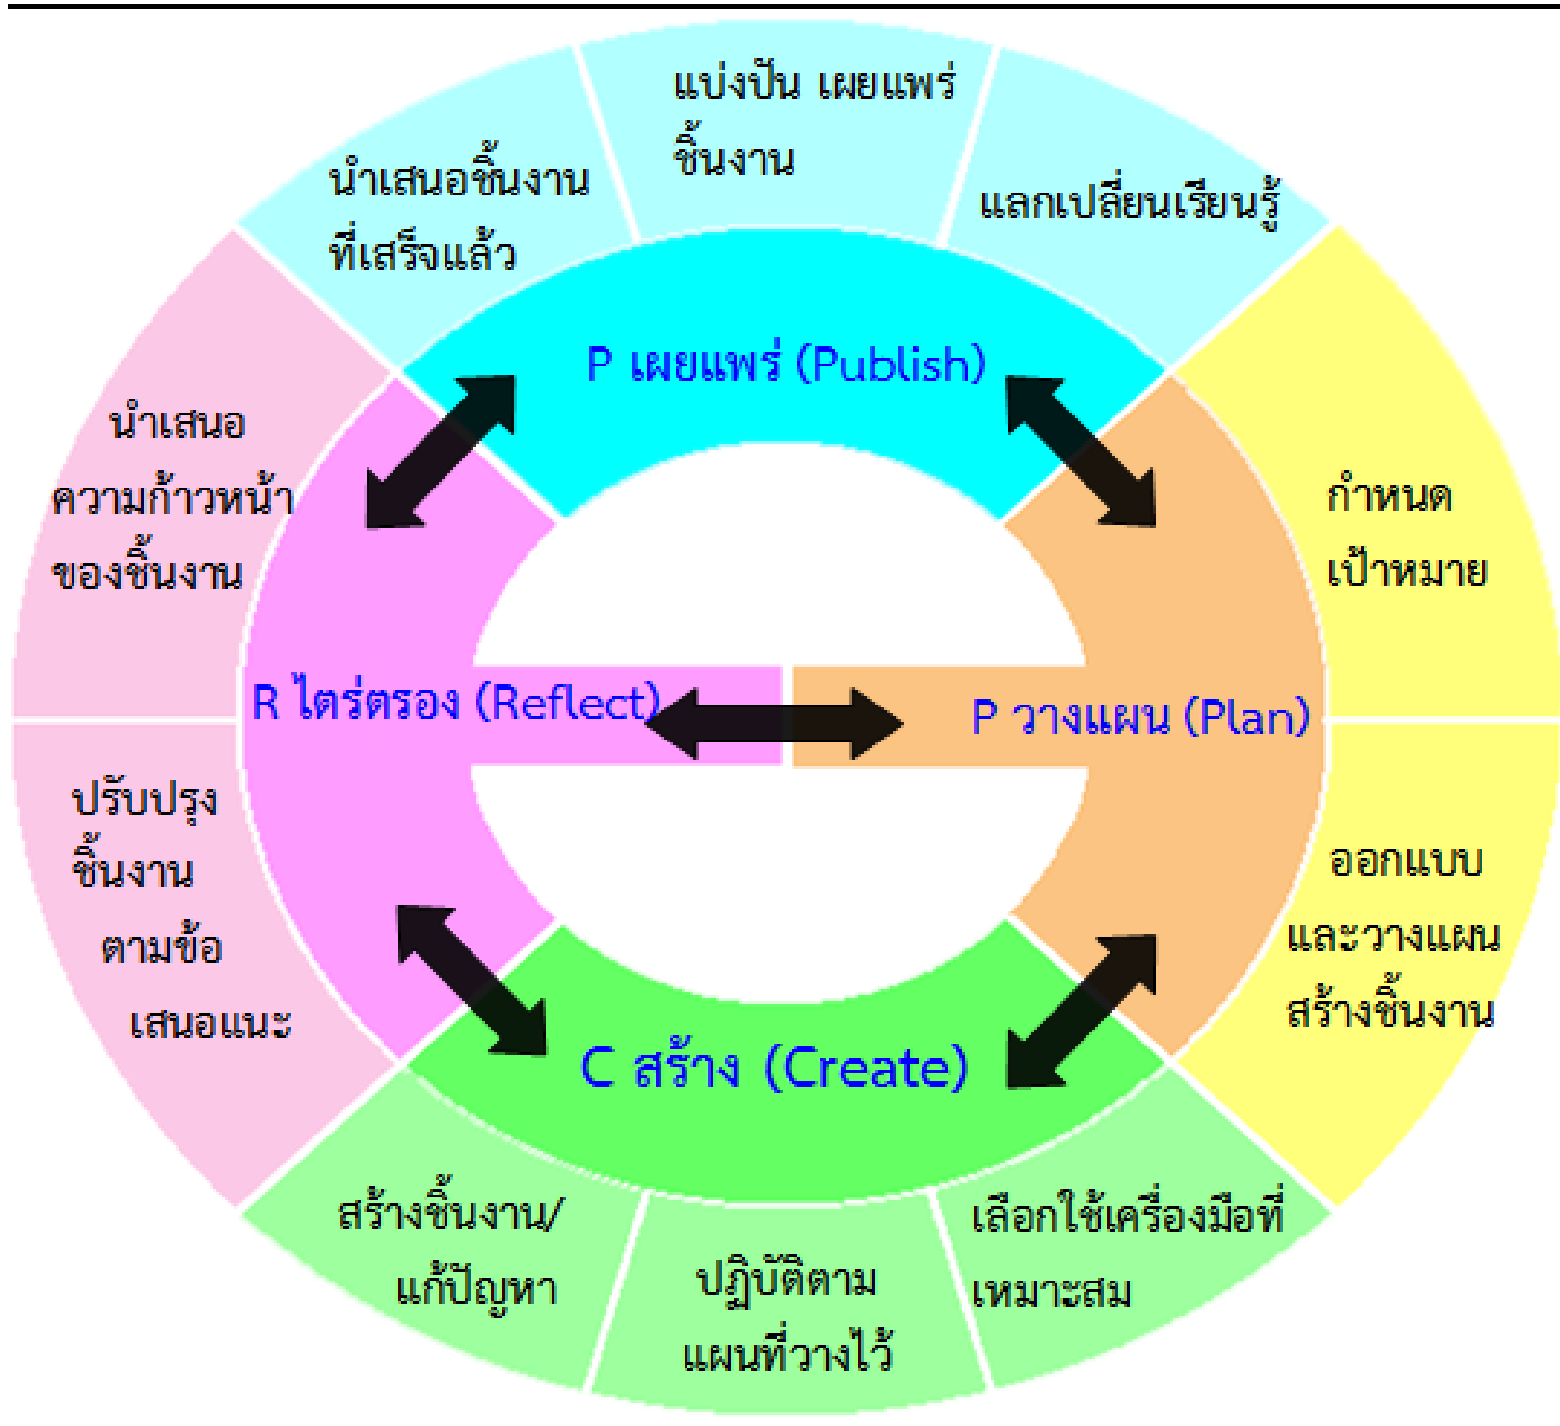 แบ่งปัน เผยแพร่
ชิ้นงาน
นำเสนอชิ้นงาน
ที่เสร็จแล้ว
แลกเปลี่ยนเรียนรู้
P เผยแพร่ (Publish)
นำเสนอ
ความก้าวหน้า
ของชิ้นงาน
กำหนด
เป้าหมาย
R ไตร่ตรอง (Reflect)
P วางแผน (Plan)
ปรับปรุง
ชิ้นงาน
ตามข้อ
เสนอแนะ
ออกแบบ
และวางแผน
สร้างชิ้นงาน
C สร้าง (Create)
สร้างชิ้นงาน/
แก้ปัญหา
ปฏิบัติตาม
แผนที่วางไว้
เลือกใช้เครื่องมือที่
เหมาะสม